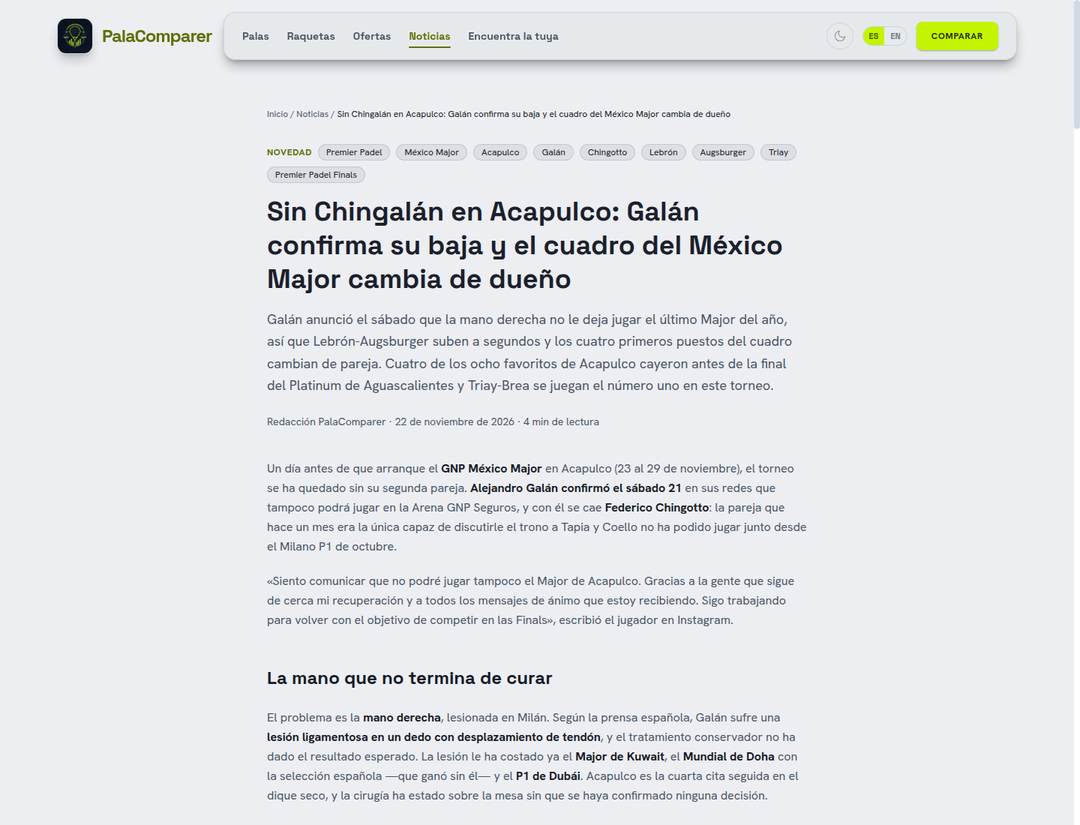 PalaComparer
Palas Raquetas Ofertas Noticias Encuentra la tuya
ES EN COMPARAR
Inicio / Noticias / Sin Chingalán en Acapulco: Galán confirma su baja y el cuadro del México Major cambia de dueño
NOVEDAD Premier Padel México Major Acapulco Galán Chingotto Lebrón Augsburger Triay
Premier Padel Finals
Sin Chingalán en Acapulco: Galán
confirma su baja y el cuadro del México
Major cambia de dueño
Galán anunció el sábado que la mano derecha no le deja jugar el último Major del año,
así que Lebrón-Augsburger suben a segundos y los cuatro primeros puestos del cuadro
cambian de pareja. Cuatro de los ocho favoritos de Acapulco cayeron antes de la final
del Platinum de Aguascalientes y Triay-Brea se juegan el número uno en este torneo.
Redacción PalaComparer · 22 de noviembre de 2026 · 4 min de lectura
Un día antes de que arranque el GNP México Major en Acapulco (23 al 29 de noviembre), el torneo
se ha quedado sin su segunda pareja. Alejandro Galán confirmó el sábado 21 en sus redes que
tampoco podrá jugar en la Arena GNP Seguros, y con él se cae Federico Chingotto: la pareja que
hace un mes era la única capaz de discutirle el trono a Tapia y Coello no ha podido jugar junto desde
el Milano P1 de octubre.
«Siento comunicar que no podré jugar tampoco el Major de Acapulco. Gracias a la gente que sigue
de cerca mi recuperación y a todos los mensajes de ánimo que estoy recibiendo. Sigo trabajando
para volver con el objetivo de competir en las Finals», escribió el jugador en Instagram.
La mano que no termina de curar
El problema es la mano derecha, lesionada en Milán. Según la prensa española, Galán sufre una
lesión ligamentosa en un dedo con desplazamiento de tendón, y el tratamiento conservador no ha
dado el resultado esperado. La lesión le ha costado ya el Major de Kuwait, el Mundial de Doha con
la selección española —que ganó sin él— y el P1 de Dubái. Acapulco es la cuarta cita seguida en el
dique seco, y la cirugía ha estado sobre la mesa sin que se haya confirmado ninguna decisión.